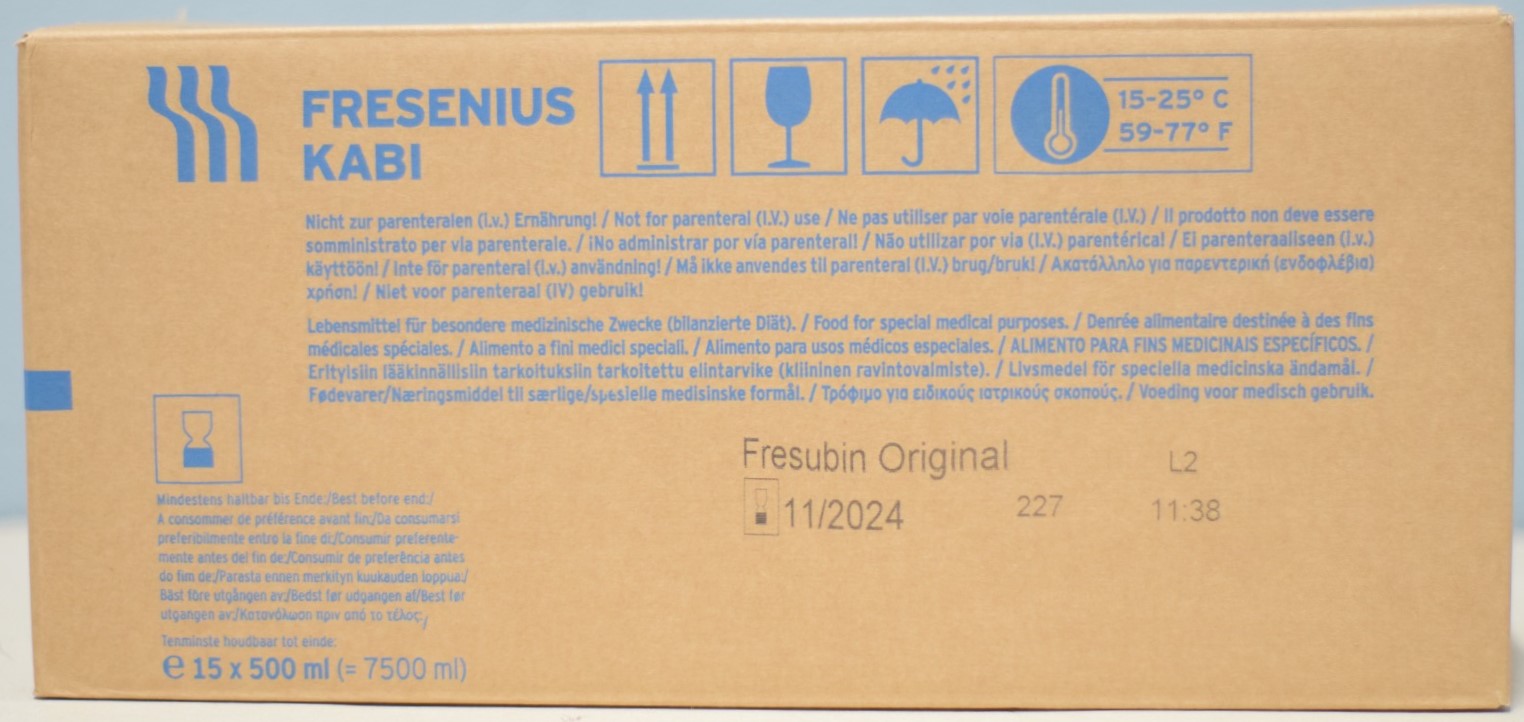 FRESENIUS
KABI
15-25° C
59-77° F
Nicht zur parenteralen (i.v.) Ernährung! / Not for parenteral (I.V.) use / Ne pas utiliser par voie parentérale (I.V.) / Il prodotto non deve essere
somministrato per via parenterale. / ¡No administrar por vía parenteral! / Não utilizar por via (I.V.) parentérica! / Ei parenteraaliseen (i.v.)
käyttöön! / Inte för parenteral (i.v.) användning! / Må ikke anvendes til parenteral (I.V.) brug/bruk! / Ακατάλληλο για παρεντερική (ενδοφλέβια)
χρήση! / Niet voor parenteraal (IV) gebruik!
Lebensmittel für besondere medizinische Zwecke (bilanzierte Diät). / Food for special medical purposes. / Denrée alimentaire destinée à des fins
médicales spéciales. / Alimento a fini medici speciali. / Alimento para usos médicos especiales. / ALIMENTO PARA FINS MEDICINAIS ESPECÍFICOS. /
Erityisiin lääkinnällisiin tarkoituksiin tarkoitettu elintarvike (kliininen ravintovalmiste). / Livsmedel för speciella medicinska ändamål. /
Fødevarer/Næringsmiddel til særlige/spesielle medisinske formål. / Τρόφιμο για ειδικούς ιατρικούς σκοπούς. / Voeding voor medisch gebruik.
Fresubin Original L2
11/2024 227 11:38
Mindestens haltbar bis Ende:/Best before end:/
A consommer de préférence avant fin:/Da consumarsi
preferibilmente entro la fine di:/Consumir preferente-
mente antes del fin de:/Consumir de preferência antes
do fim de:/Parasta ennen merkityn kuukauden loppua:/
Bäst före utgången av:/Bedst før udgangen af/Best før
utgangen av:/Κατανάλωση πριν από το τέλος:/
Tenminste houdbaar tot einde:
℮ 15 x 500 ml (= 7500 ml)